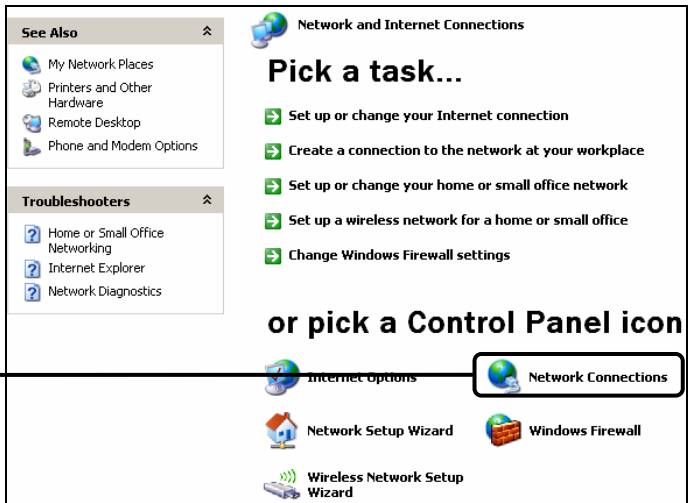 See Also
My Network Places
Printers and Other
Hardware
Remote Desktop
Phone and Modem Options
Troubleshooters
Home or Small Office
Networking
Internet Explorer
Network Diagnostics
Network and Internet Connections
Pick a task...
Set up or change your Internet connection
Create a connection to the network at your workplace
Set up or change your home or small office network
Set up a wireless network for a home or small office
Change Windows Firewall settings
or pick a Control Panel icon
Internet Options
Network Connections
Network Setup Wizard
Windows Firewall
Wireless Network Setup
Wizard